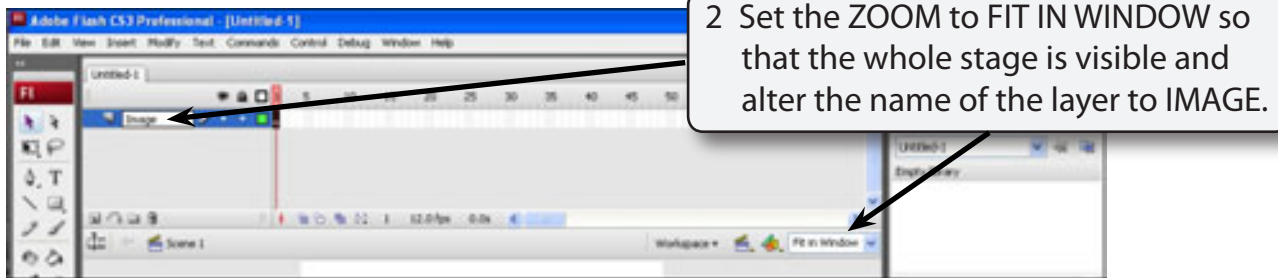 Adobe Flash CS3 Professional - [Untitled-1]
2 Set the ZOOM to FIT IN WINDOW so
that the whole stage is visible and
alter the name of the layer to IMAGE.
File Edit View Insert Modify Text Commands Control Debug Window Help
Untitled-1
Fl
5 10 15 20 25 30 35 40 45 50
Image
Untitled-1
Empty library
T
1 12.0 fps 0.0s
Scene 1
Workspace
Fit in Window